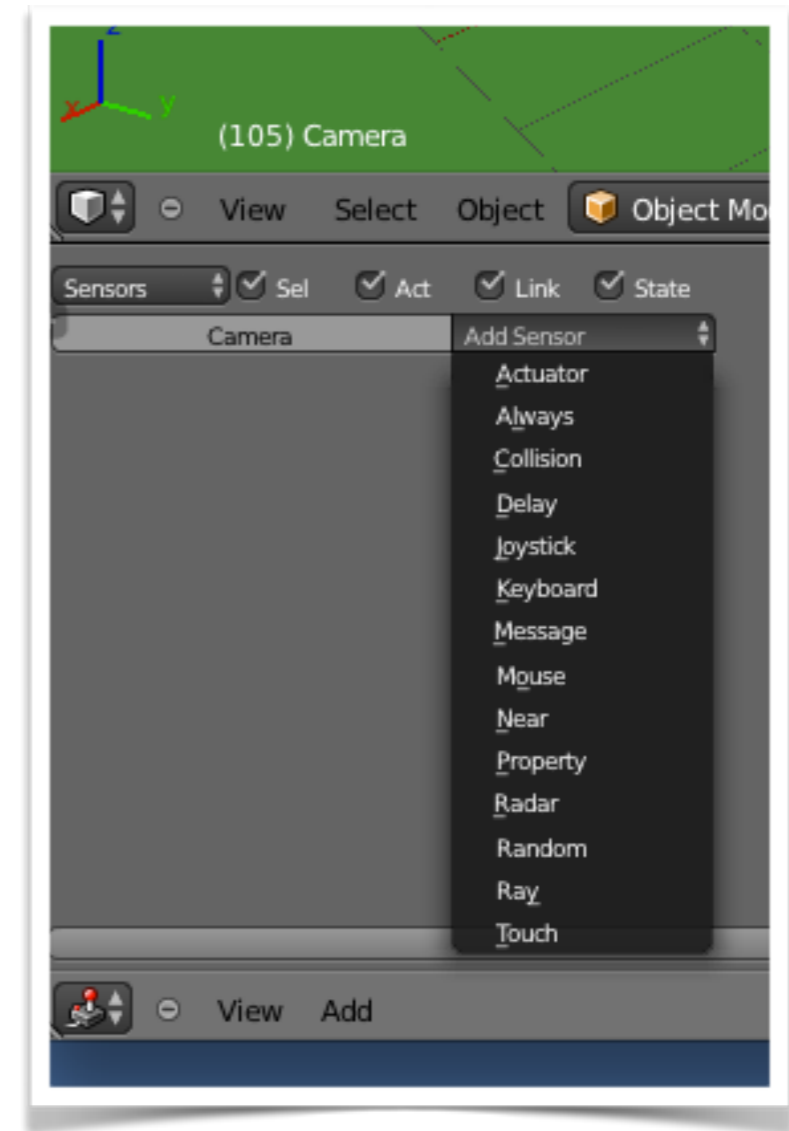 z
x y
(105) Camera
View Select Object Object Mo
Sensors Sel Act Link State
Camera Add Sensor
Actuator
Always
Collision
Delay
Joystick
Keyboard
Message
Mouse
Near
Property
Radar
Random
Ray
Touch
View Add